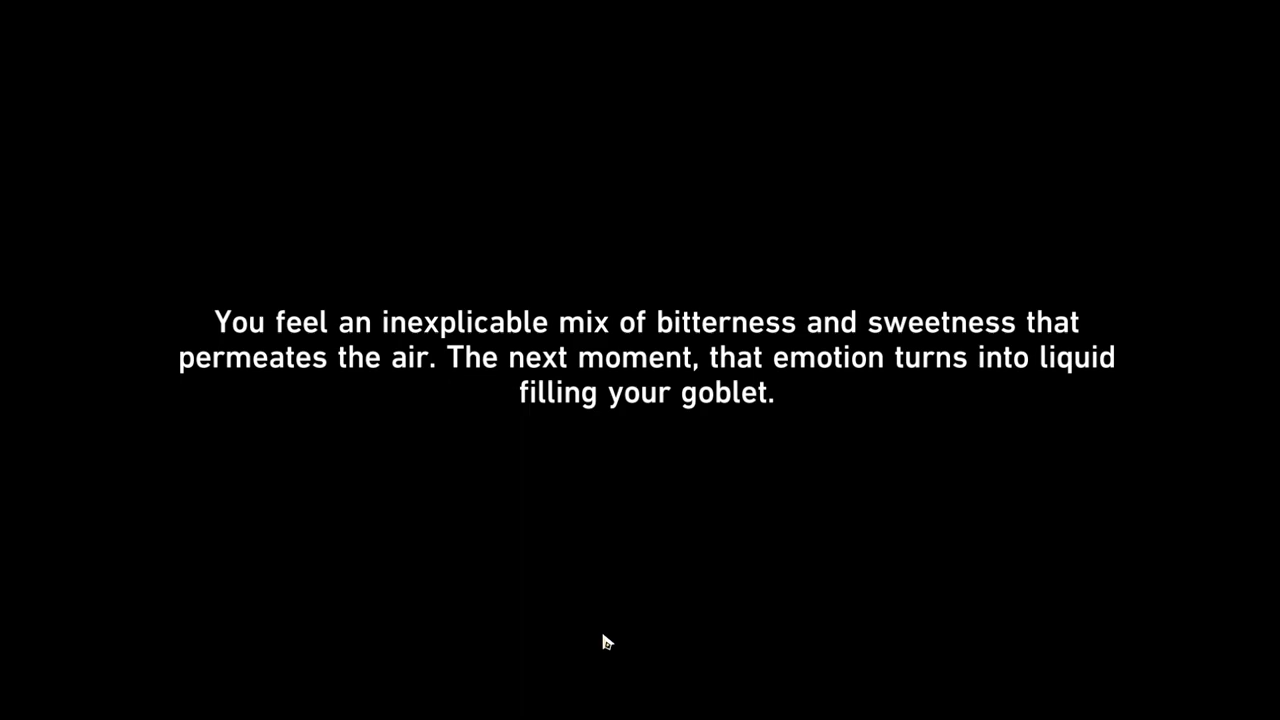 You feel an inexplicable mix of bitterness and sweetness that
permeates the air. The next moment, that emotion turns into liquid
filling your goblet.